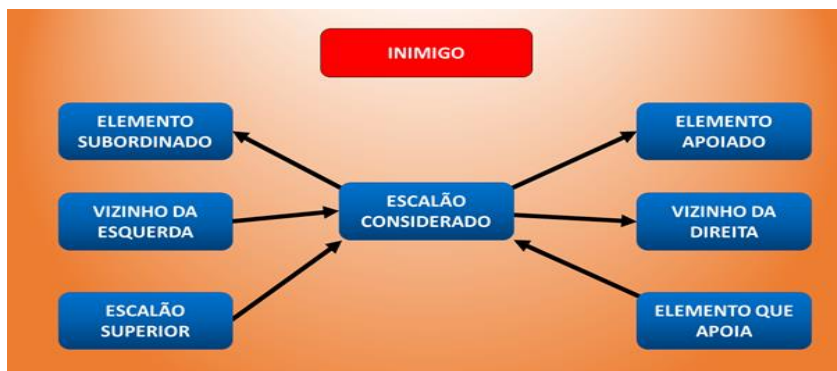 INIMIGO
ELEMENTO
SUBORDINADO
ELEMENTO
APOIADO
VIZINHO DA
ESQUERDA
ESCALÃO
CONSIDERADO
VIZINHO DA
DIREITA
ESCALÃO
SUPERIOR
ELEMENTO QUE
APOIA